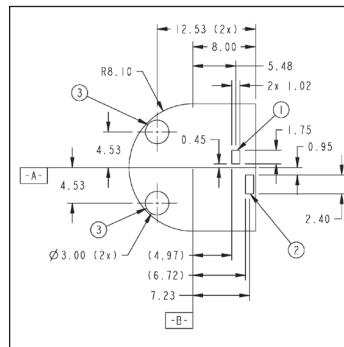 12.53 (2x)
8.00
5.48
R8.10
2x 1.02
3
1
4.53
0.45
1.75
0.95
-A-
4.53
3
2.40
Ø3.00 (2x)
(4.97)
2
(6.72)
7.23
-B-